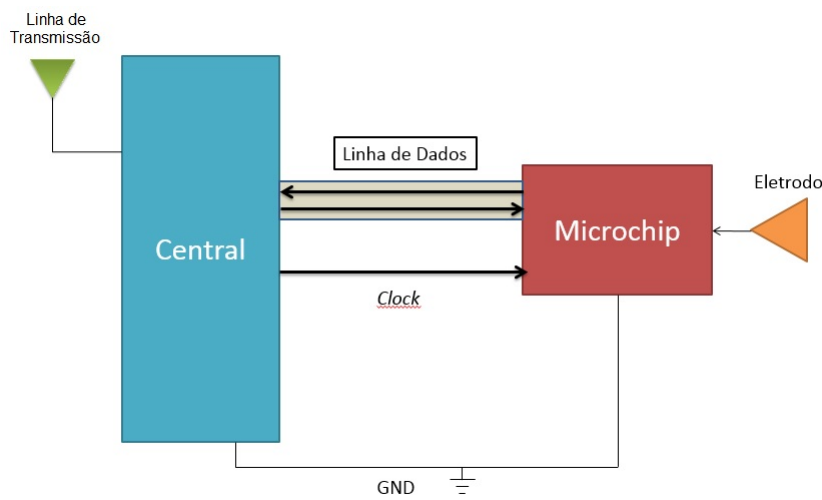 Linha de
Transmissão
Linha de Dados
Eletrodo
Central
Microchip
Clock
GND